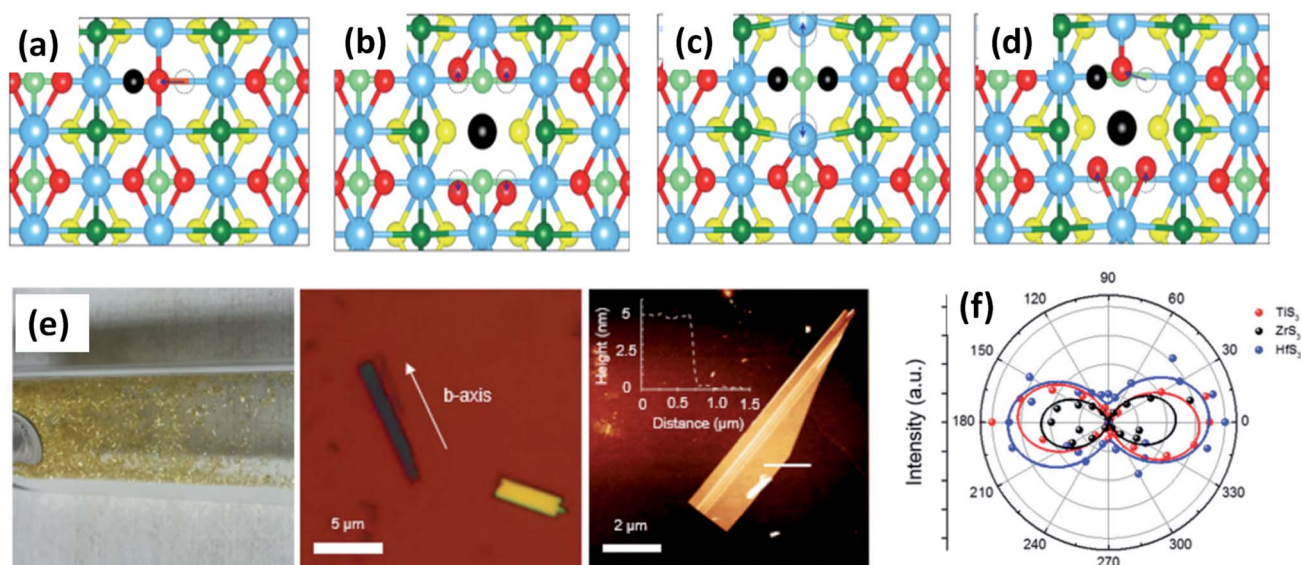 (a)
(b)
(c)
(d)
(e)
b-axis
5 µm
Height (nm)
5
2.5
0
0 0.5 1.0 1.5
Distance (µm)
2 µm
(f)
Intensity (a.u.)
90
60
30
0
330
300
270
240
210
180
150
120
TiS₃
ZrS₃
HfS₃